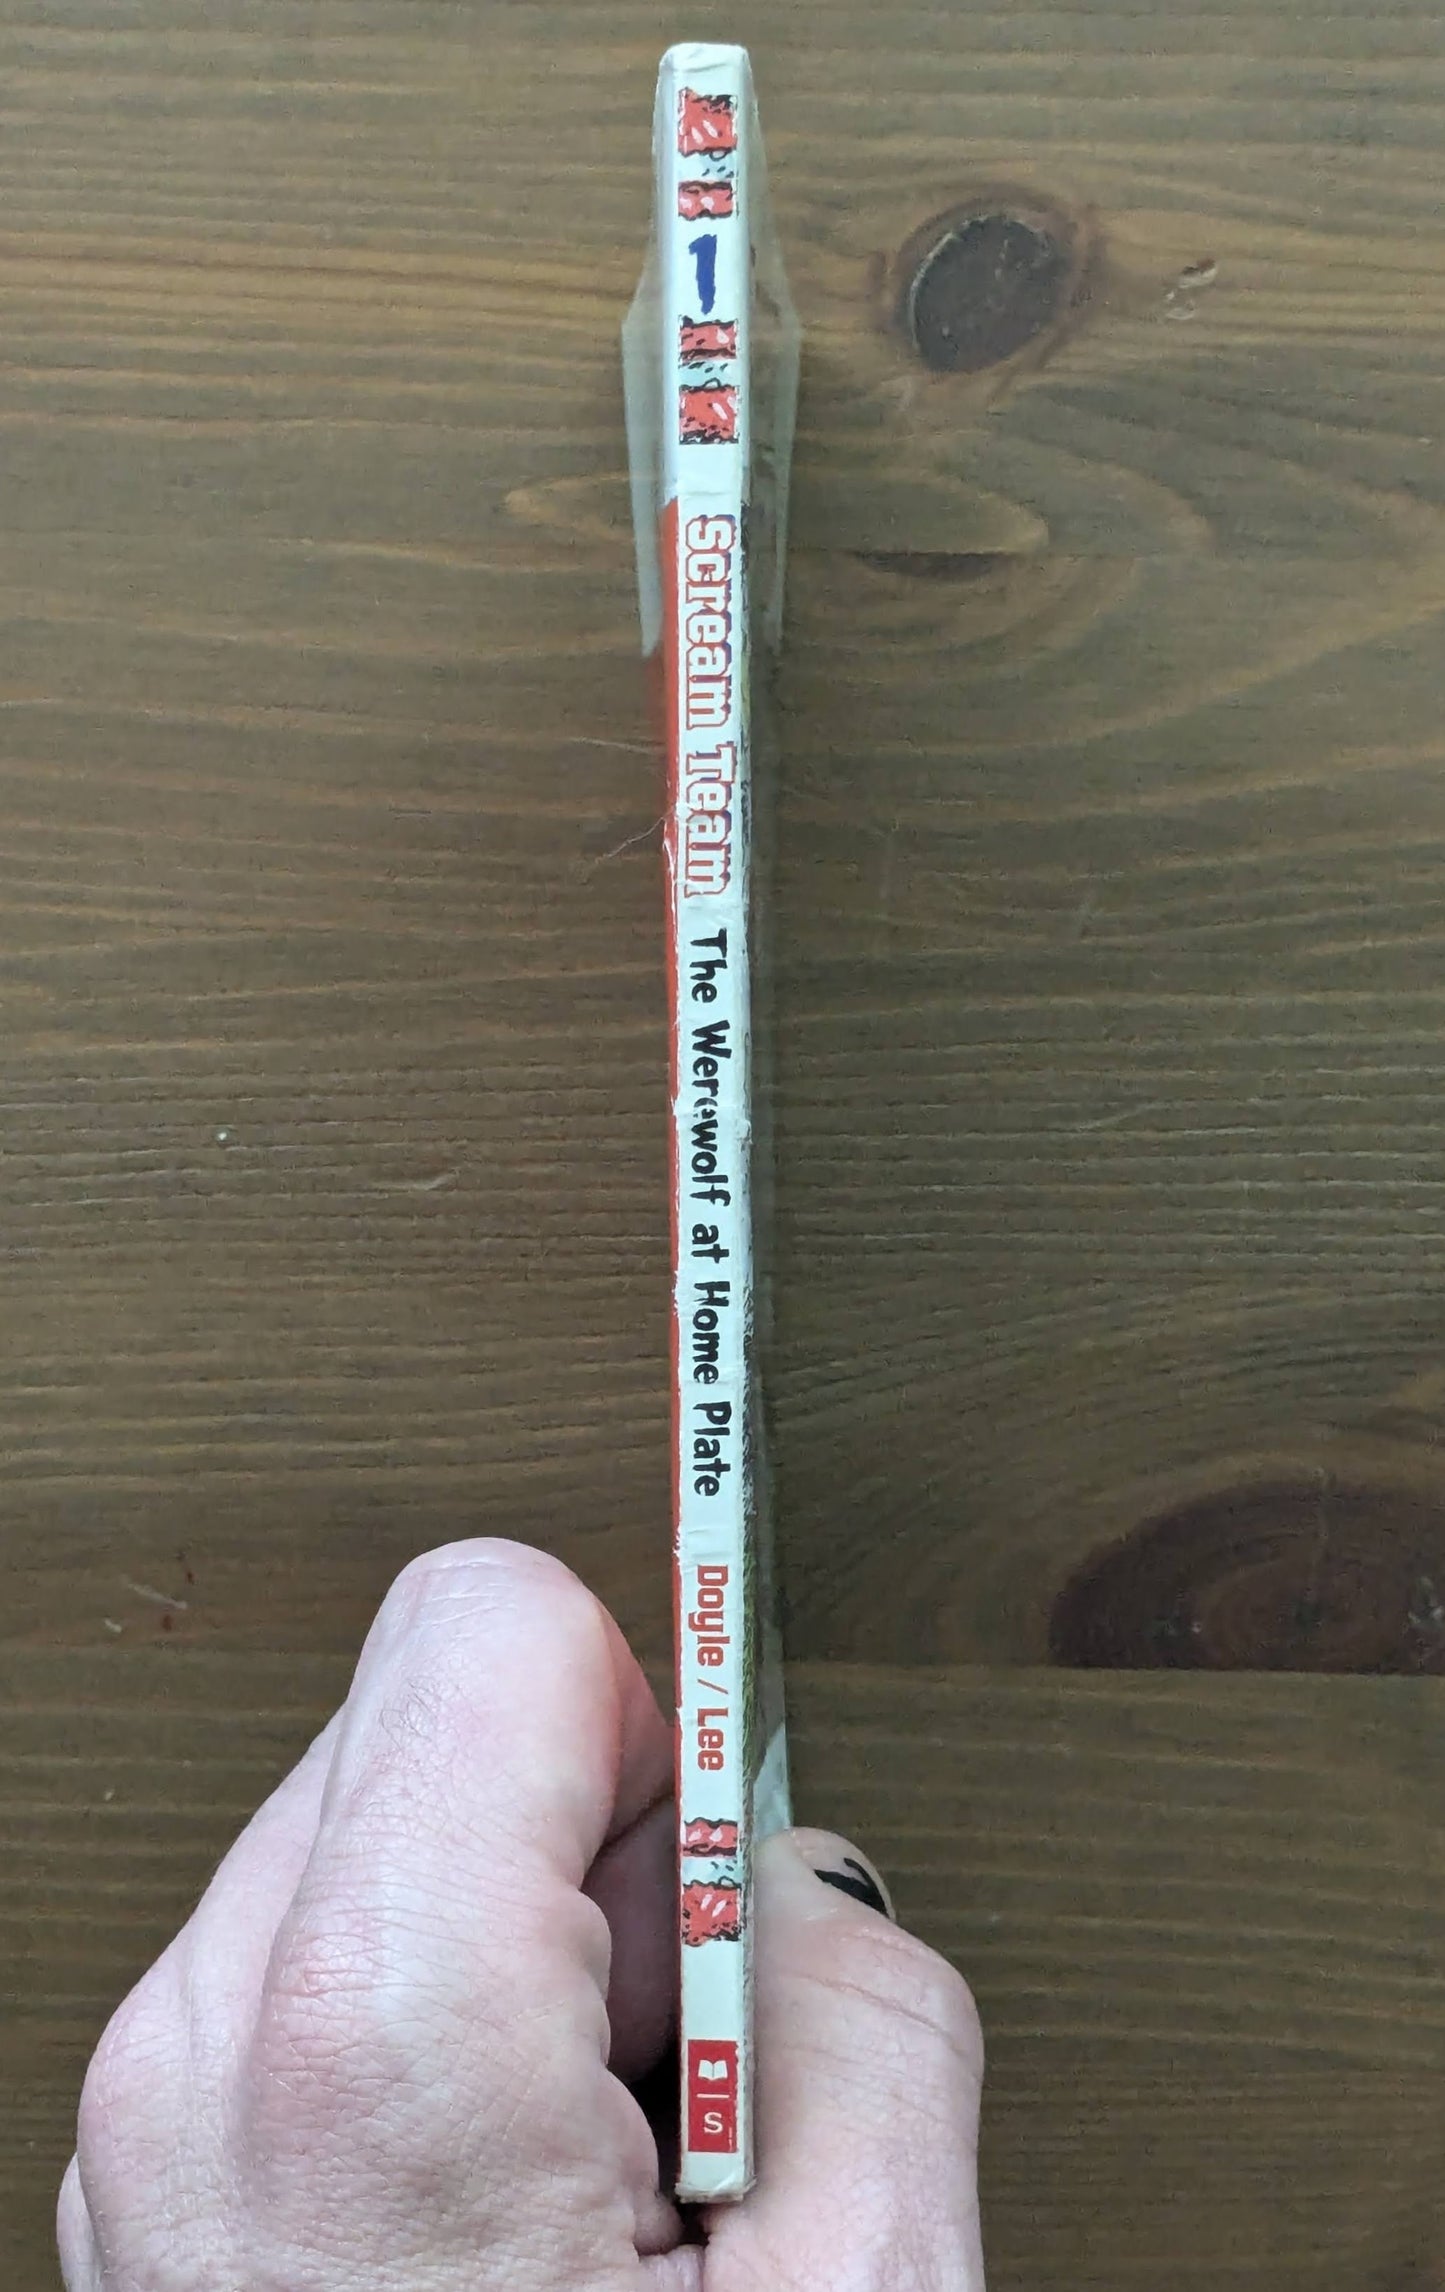 1
Scream Team
The Werewolf at Home Plate
Doyle / Lee
S